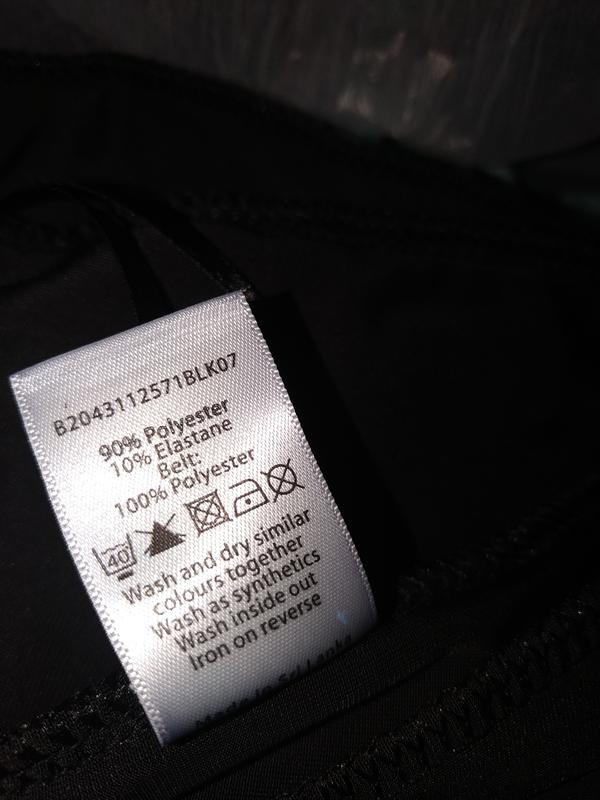 B2043112571BLK07
90% Polyester
10% Elastane
Belt:
100% Polyester
40
Wash and dry similar
colours together
Wash as synthetics
Wash inside out
Iron on reverse
Made in Sri Lanka